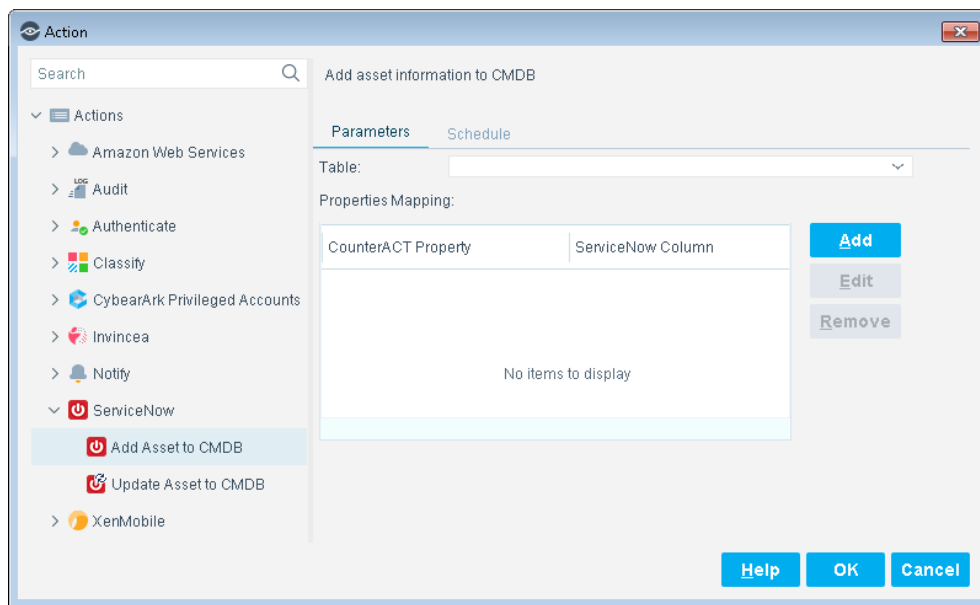 Action
Search
Add asset information to CMDB
Actions
Amazon Web Services
LOG
Audit
Authenticate
Classify
CybearArk Privileged Accounts
Invincea
Notify
ServiceNow
Add Asset to CMDB
Update Asset to CMDB
XenMobile
Parameters Schedule
Table:
Properties Mapping:
CounterACT Property ServiceNow Column
No items to display
Add
Edit
Remove
Help OK Cancel